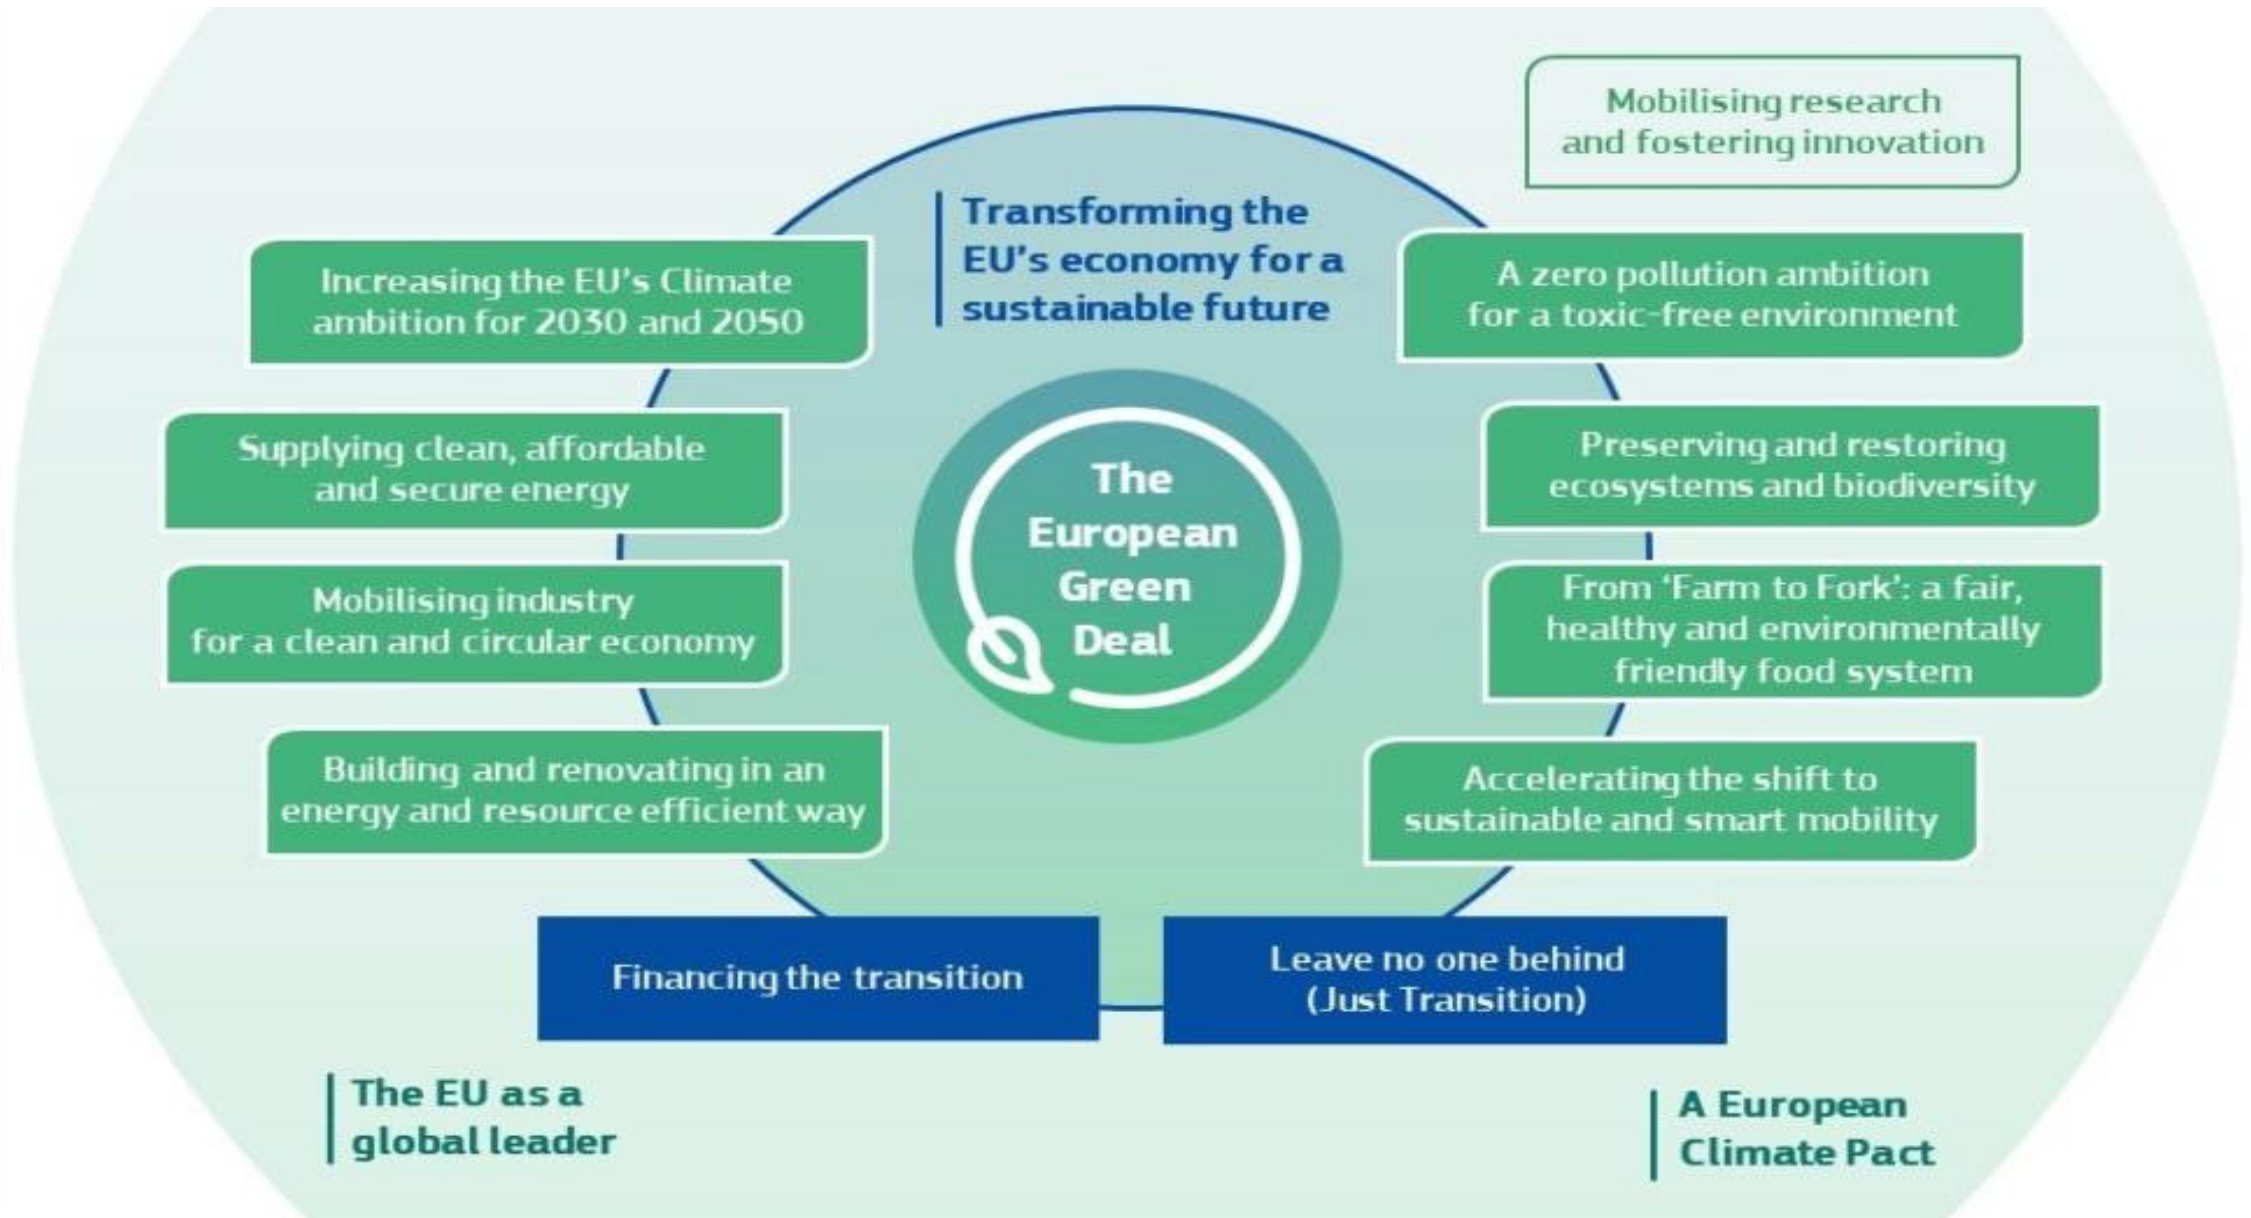 Mobilising research
and fostering innovation
Transforming the
EU's economy for a
sustainable future
Increasing the EU's Climate
ambition for 2030 and 2050
A zero pollution ambition
for a toxic-free environment
Supplying clean, affordable
and secure energy
Preserving and restoring
ecosystems and biodiversity
The
European
Green
Deal
Mobilising industry
for a clean and circular economy
From ‘Farm to Fork’: a fair,
healthy and environmentally
friendly food system
Building and renovating in an
energy and resource efficient way
Accelerating the shift to
sustainable and smart mobility
Financing the transition
Leave no one behind
(Just Transition)
The EU as a
global leader
A European
Climate Pact